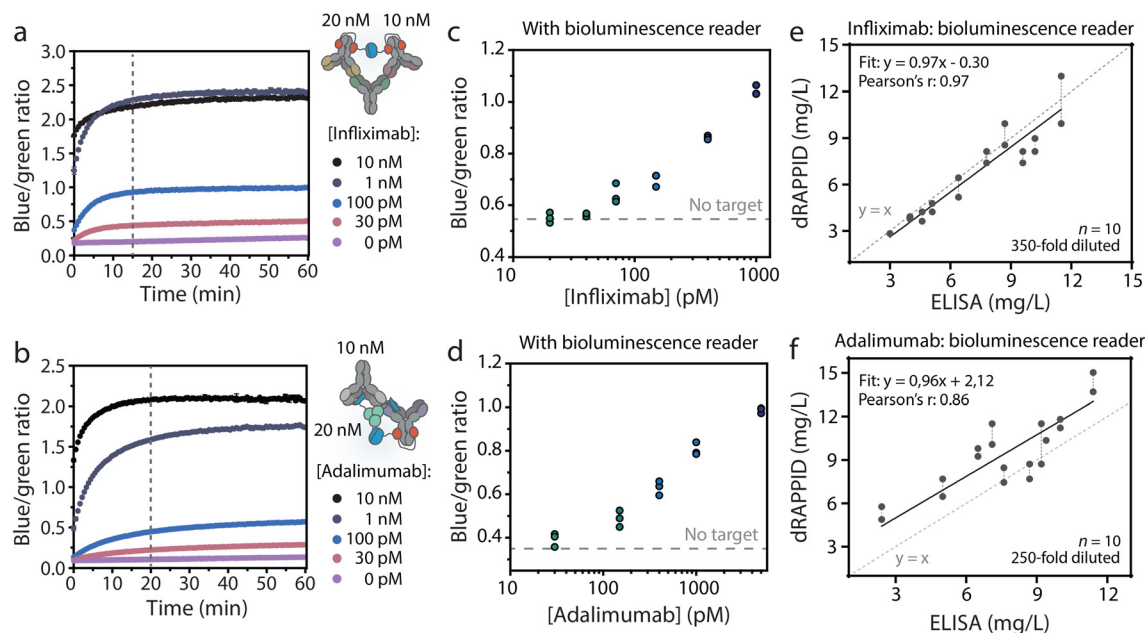 a
20 nM
10 nM
3.0
2.5
2.0
1.5
1.0
0.5
0.0
Blue/green ratio
0
10
20
30
40
50
60
Time (min)
[Infliximab]:
10 nM
1 nM
100 pM
30 pM
0 pM
c
With bioluminescence reader
1.2
1.0
0.8
0.6
0.4
Blue/green ratio
No target
10
100
1000
[Infliximab] (pM)
e
Infliximab: bioluminescence reader
15
12
9
6
3
dRAPPID (mg/L)
Fit: y = 0.97x - 0.30
Pearson's r: 0.97
y = x
n = 10
350-fold diluted
3
6
9
12
15
ELISA (mg/L)
b
10 nM
20 nM
2.5
2.0
1.5
1.0
0.5
0.0
Blue/green ratio
0
10
20
30
40
50
60
Time (min)
[Adalimumab]:
10 nM
1 nM
100 pM
30 pM
0 pM
d
With bioluminescence reader
1.2
1.0
0.8
0.6
0.4
Blue/green ratio
No target
10
100
1000
[Adalimumab] (pM)
f
Adalimumab: bioluminescence reader
15
12
9
6
3
dRAPPID (mg/L)
Fit: y = 0,96x + 2,12
Pearson's r: 0.86
y = x
n = 10
250-fold diluted
3
6
9
12
ELISA (mg/L)